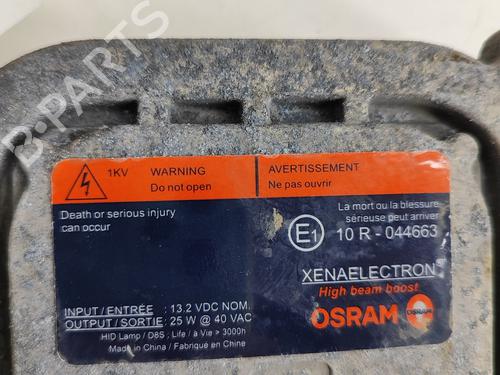 B-PARTS
1KV
WARNING
Do not open
AVERTISSEMENT
Ne pas ouvrir
Death or serious injury
can occur
La mort ou la blessure
sérieuse peut arriver
E1
10 R - 044663
XENAELECTRON
High beam boost
OSRAM
INPUT / ENTRÉE : 13.2 VDC NOM.
OUTPUT / SORTIE : 25 W @ 40 VAC
HID Lamp / D8S ; Life / à Vie > 3000h
Made in China / Fabriqué en Chine